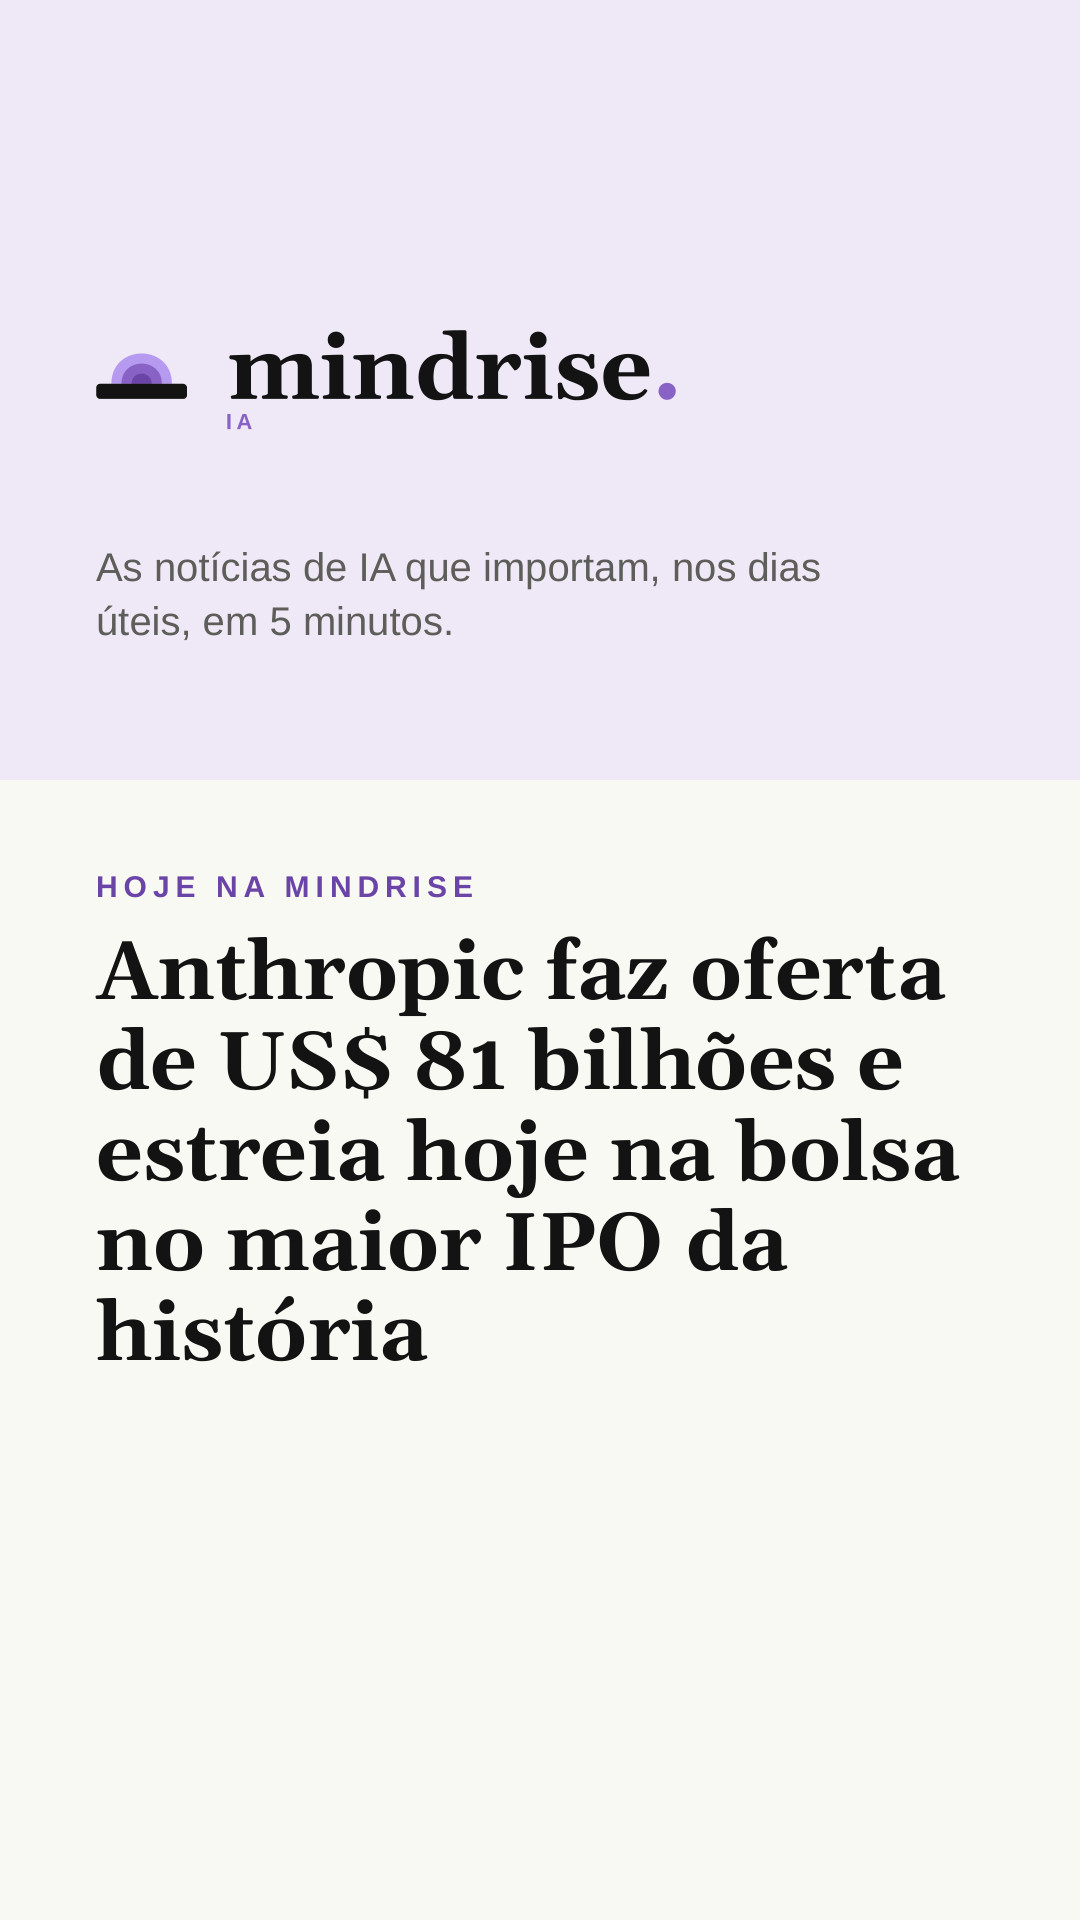 mindrise.
IA
As notícias de IA que importam, nos dias
úteis, em 5 minutos.
HOJE NA MINDRISE
Anthropic faz oferta
de US$ 81 bilhões e
estreia hoje na bolsa
no maior IPO da
história